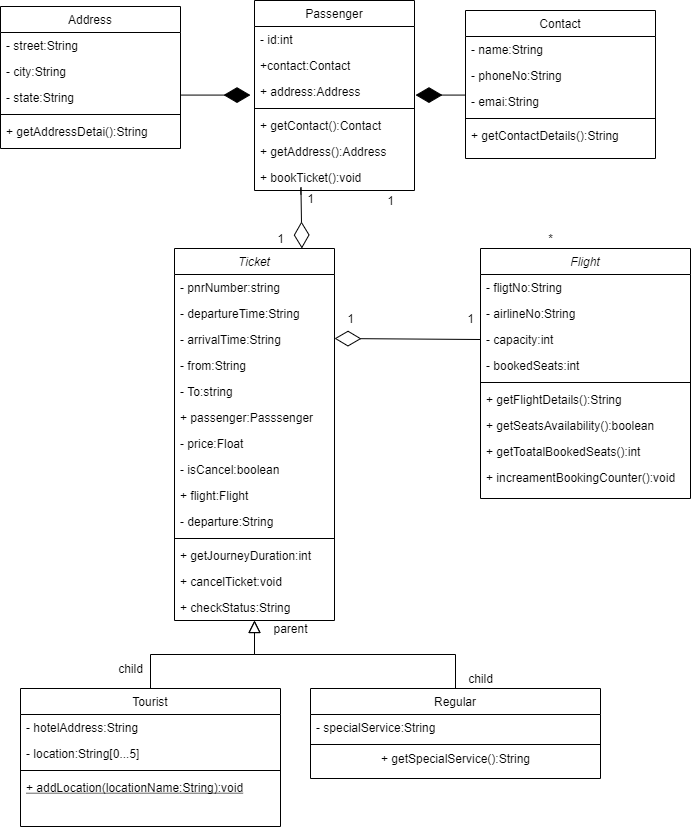 Address
- street:String
- city:String
- state:String
+ getAddressDetai():String
Passenger
- id:int
+contact:Contact
+ address:Address
+ getContact():Contact
+ getAddress():Address
+ bookTicket():void
Contact
- name:String
- phoneNo:String
- emai:String
+ getContactDetails():String
1
1
1
*
Ticket
- pnrNumber:string
- departureTime:String
- arrivalTime:String
- from:String
- To:string
+ passenger:Passsenger
- price:Float
- isCancel:boolean
+ flight:Flight
- departure:String
+ getJourneyDuration:int
+ cancelTicket:void
+ checkStatus:String
1
1
Flight
- fligtNo:String
- airlineNo:String
- capacity:int
- bookedSeats:int
+ getFlightDetails():String
+ getSeatsAvailability():boolean
+ getToatalBookedSeats():int
+ increamentBookingCounter():void
parent
child
child
Tourist
- hotelAddress:String
- location:String[0...5]
+ addLocation(locationName:String):void
Regular
- specialService:String
+ getSpecialService():String